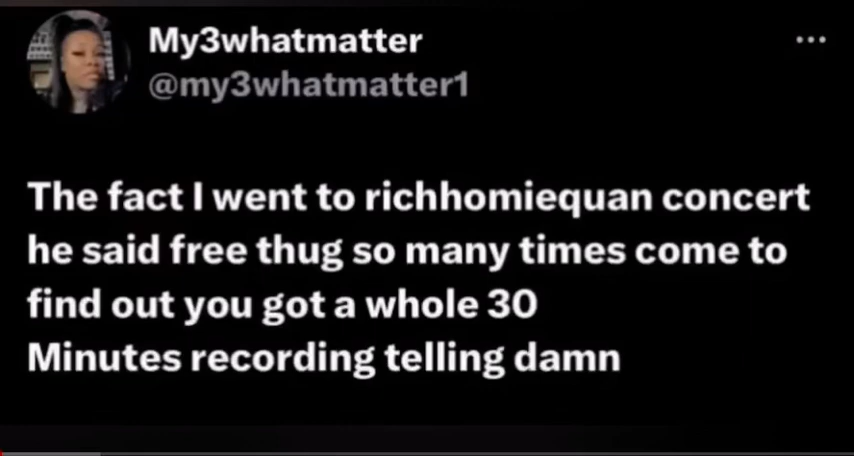 My3whatmatter
@my3whatmatter1
The fact I went to richhomiequan concert
he said free thug so many times come to
find out you got a whole 30
Minutes recording telling damn